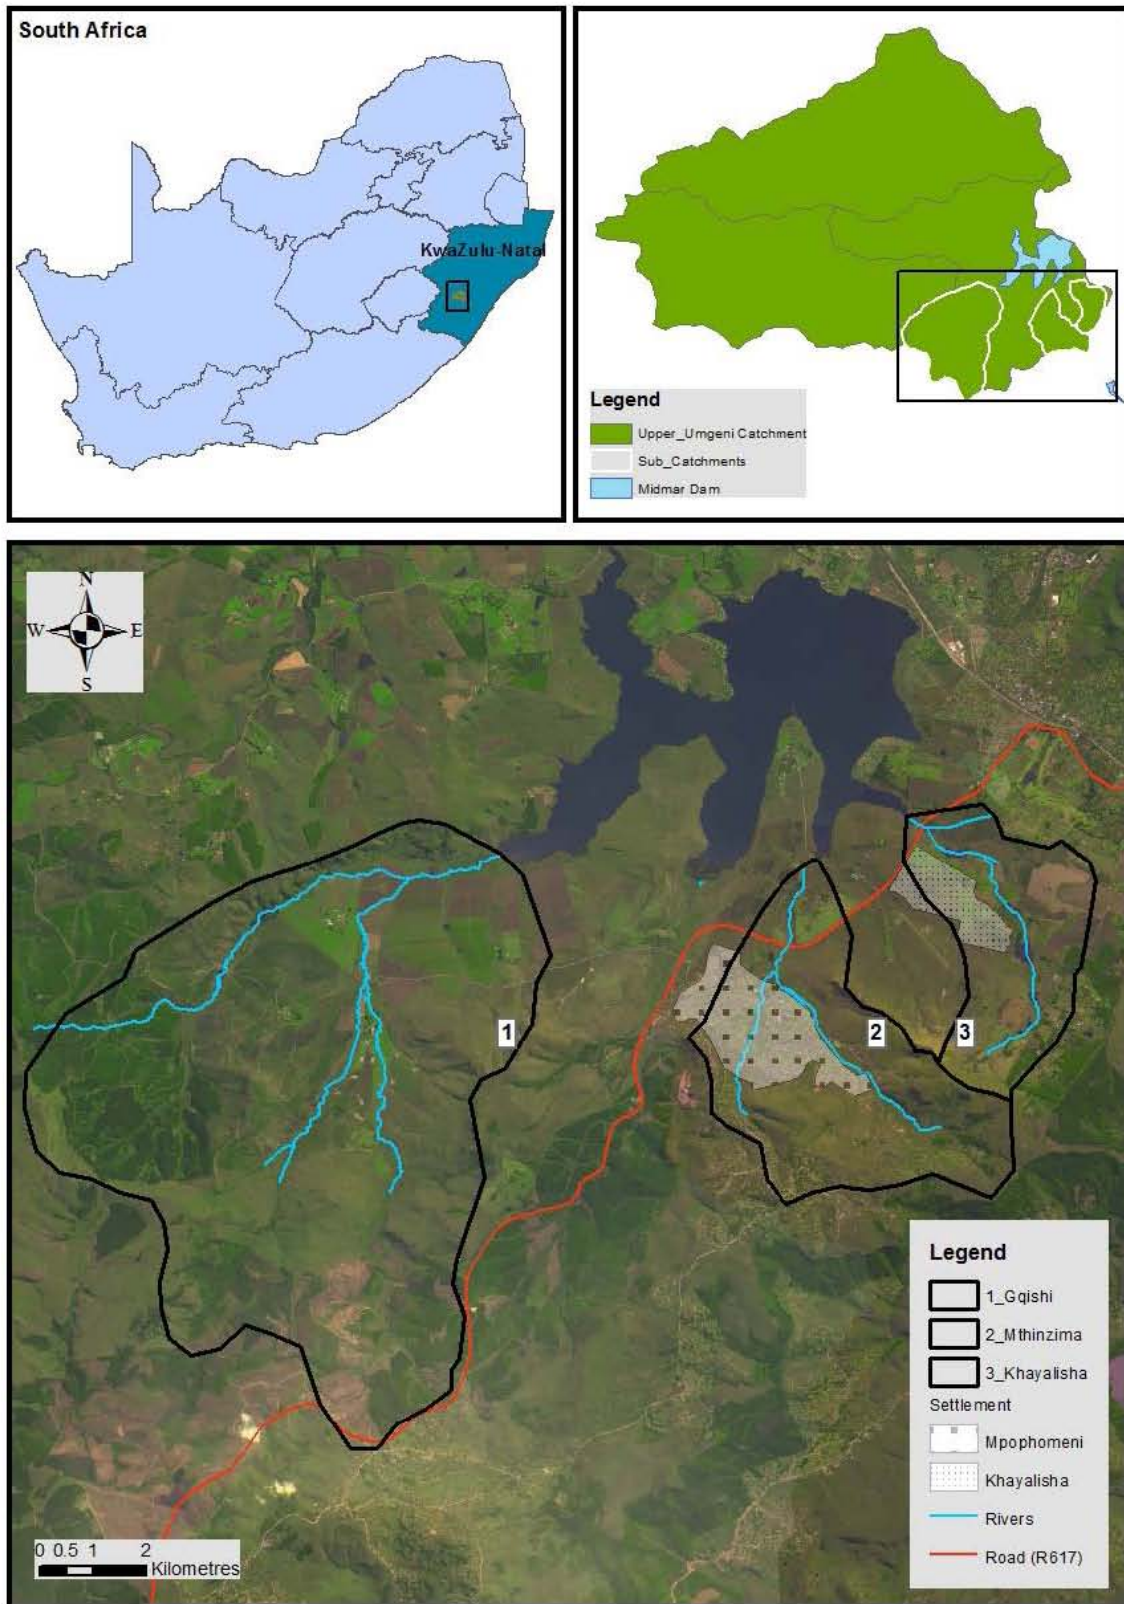 South Africa
KwaZulu-Natal
Legend
Upper_Umgeni Catchment
Sub_Catchments
Midmar Dam
N
W E
S
1
2
3
Legend
1_Gqishi
2_Mthinzima
3_Khayalisha
Settlement
Mpophomeni
Khayalisha
Rivers
Road (R617)
0 0.5 1 2
Kilometres